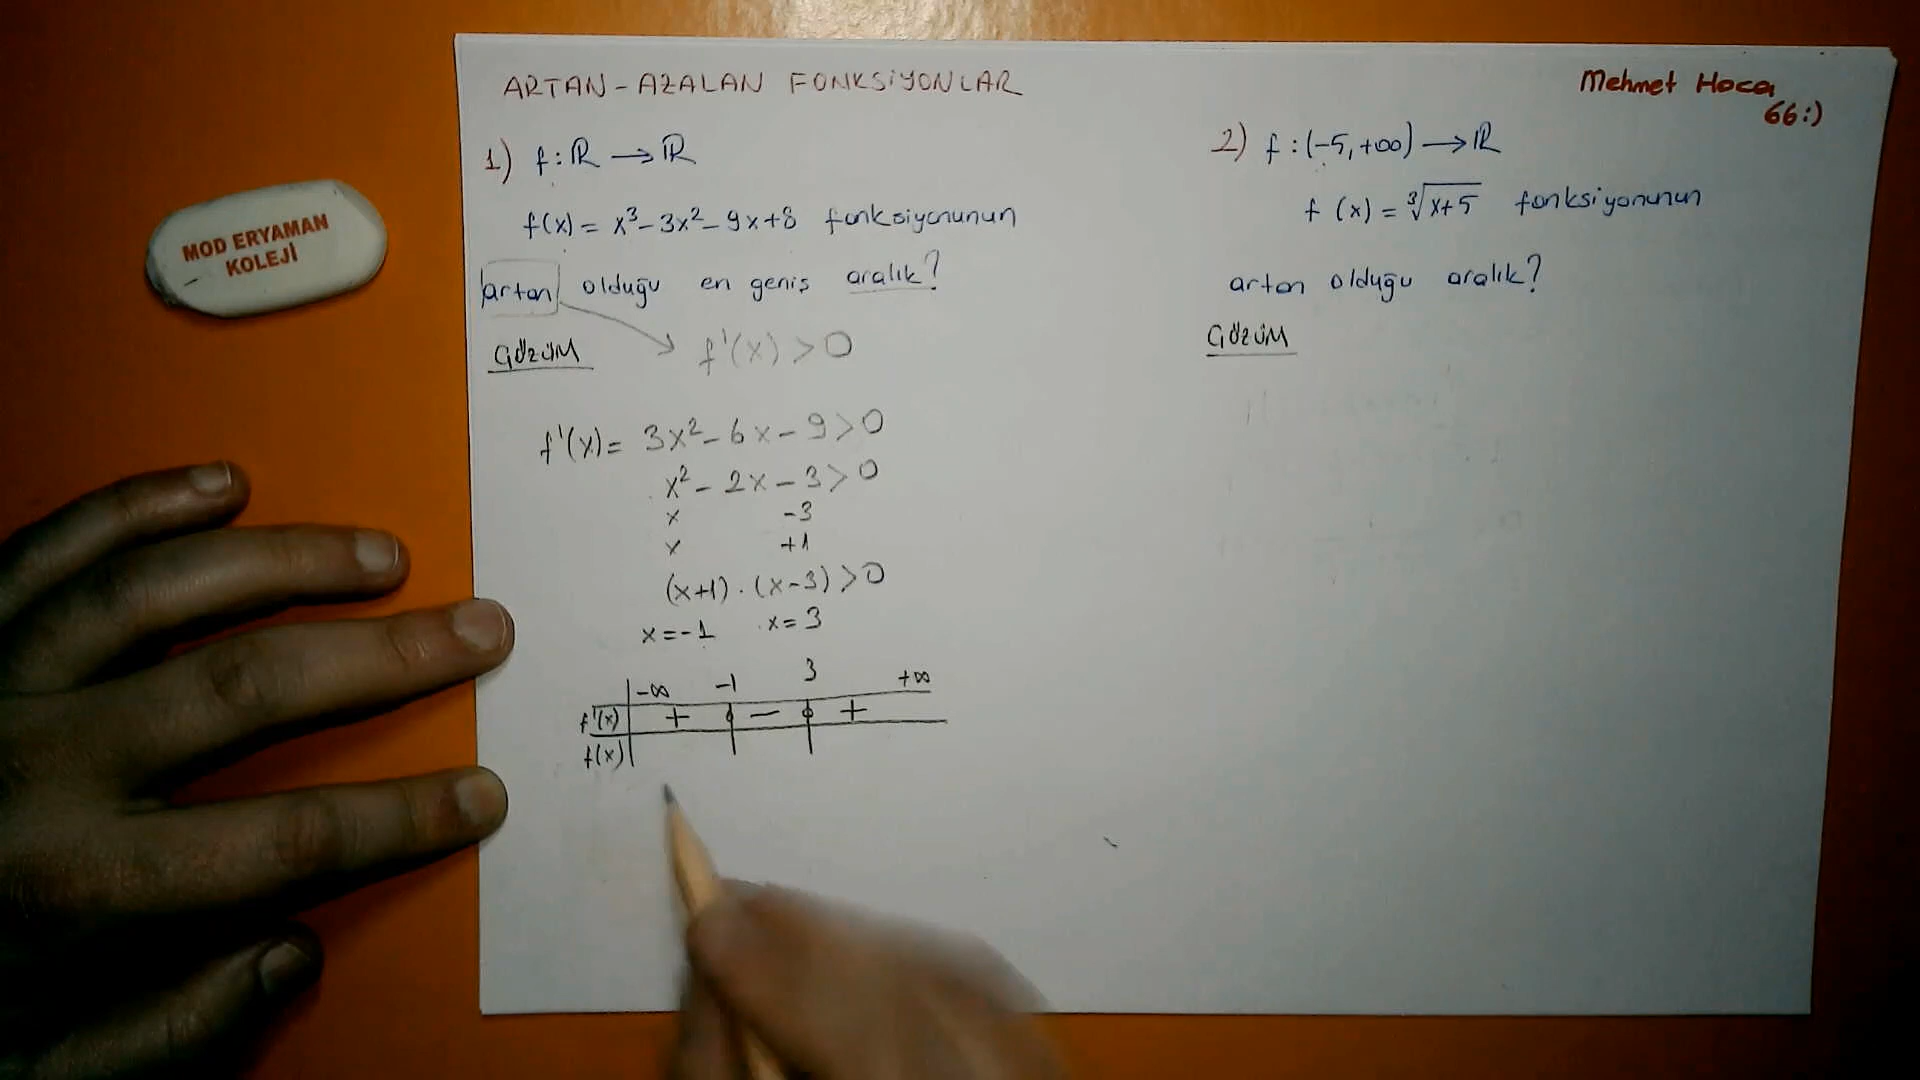 ARTAN-AZALAN FONKSİYONLAR
Mehmet Hoca
66:)
1) f:ℝ → ℝ
f(x) = x³-3x²-9x+8 fonksiyonunun
artan olduğu en geniş aralık?
ÇÖZÜM
f'(x) > 0
f'(x) = 3x²-6x-9 > 0
x²-2x-3 > 0
x -3
x +1
(x+1).(x-3) > 0
x=-1 x=3
-∞ -1 3 +∞
f'(x) + - +
f(x)
2) f:(-5,+∞) → ℝ
f(x) = ∛x+5 fonksiyonunun
artan olduğu aralık?
ÇÖZÜM
MOD ERYAMAN
KOLEJİ